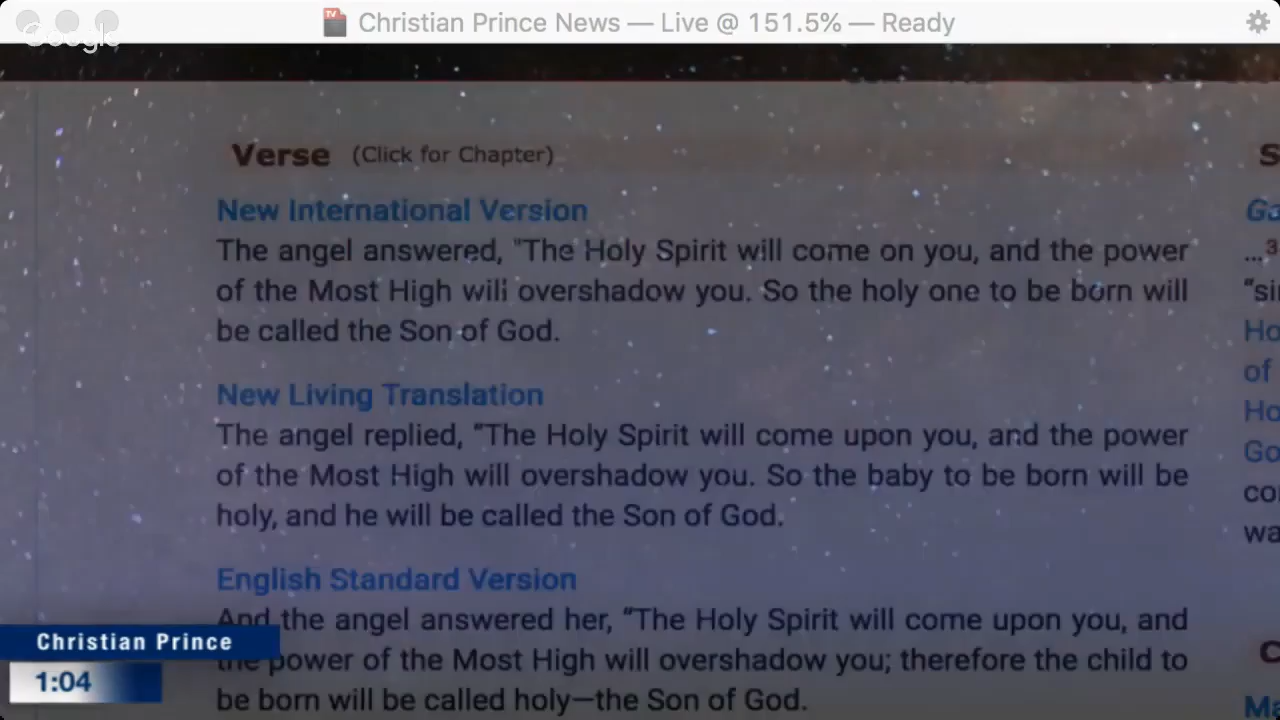 Christian Prince News — Live @ 151.5% — Ready
Google
Verse (Click for Chapter)
New International Version
The angel answered, "The Holy Spirit will come on you, and the power
of the Most High will overshadow you. So the holy one to be born will
be called the Son of God.
New Living Translation
The angel replied, “The Holy Spirit will come upon you, and the power
of the Most High will overshadow you. So the baby to be born will be
holy, and he will be called the Son of God.
English Standard Version
And the angel answered her, “The Holy Spirit will come upon you, and
the power of the Most High will overshadow you; therefore the child to
be born will be called holy—the Son of God.
Christian Prince
1:04
S
...3
of